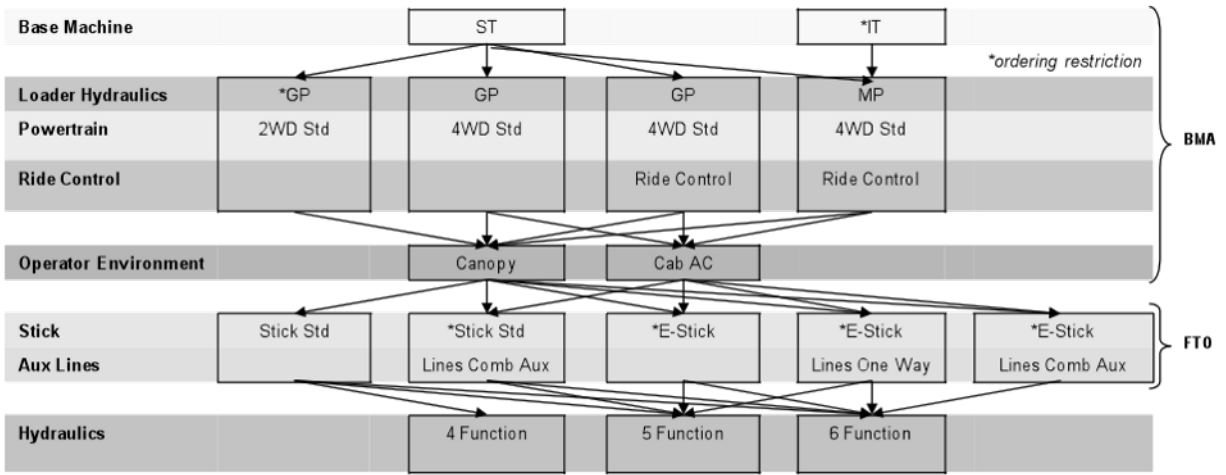 Base Machine ST *IT
*ordering restriction
Loader Hydraulics *GP GP GP MP
Powertrain 2WD Std 4WD Std 4WD Std 4WD Std
BMA
Ride Control Ride Control Ride Control
Operator Environment Canopy Cab AC
Stick Stick Std *Stick Std *E-Stick *E-Stick *E-Stick
FTO
Aux Lines Lines Comb Aux Lines One Way Lines Comb Aux
Hydraulics 4 Function 5 Function 6 Function